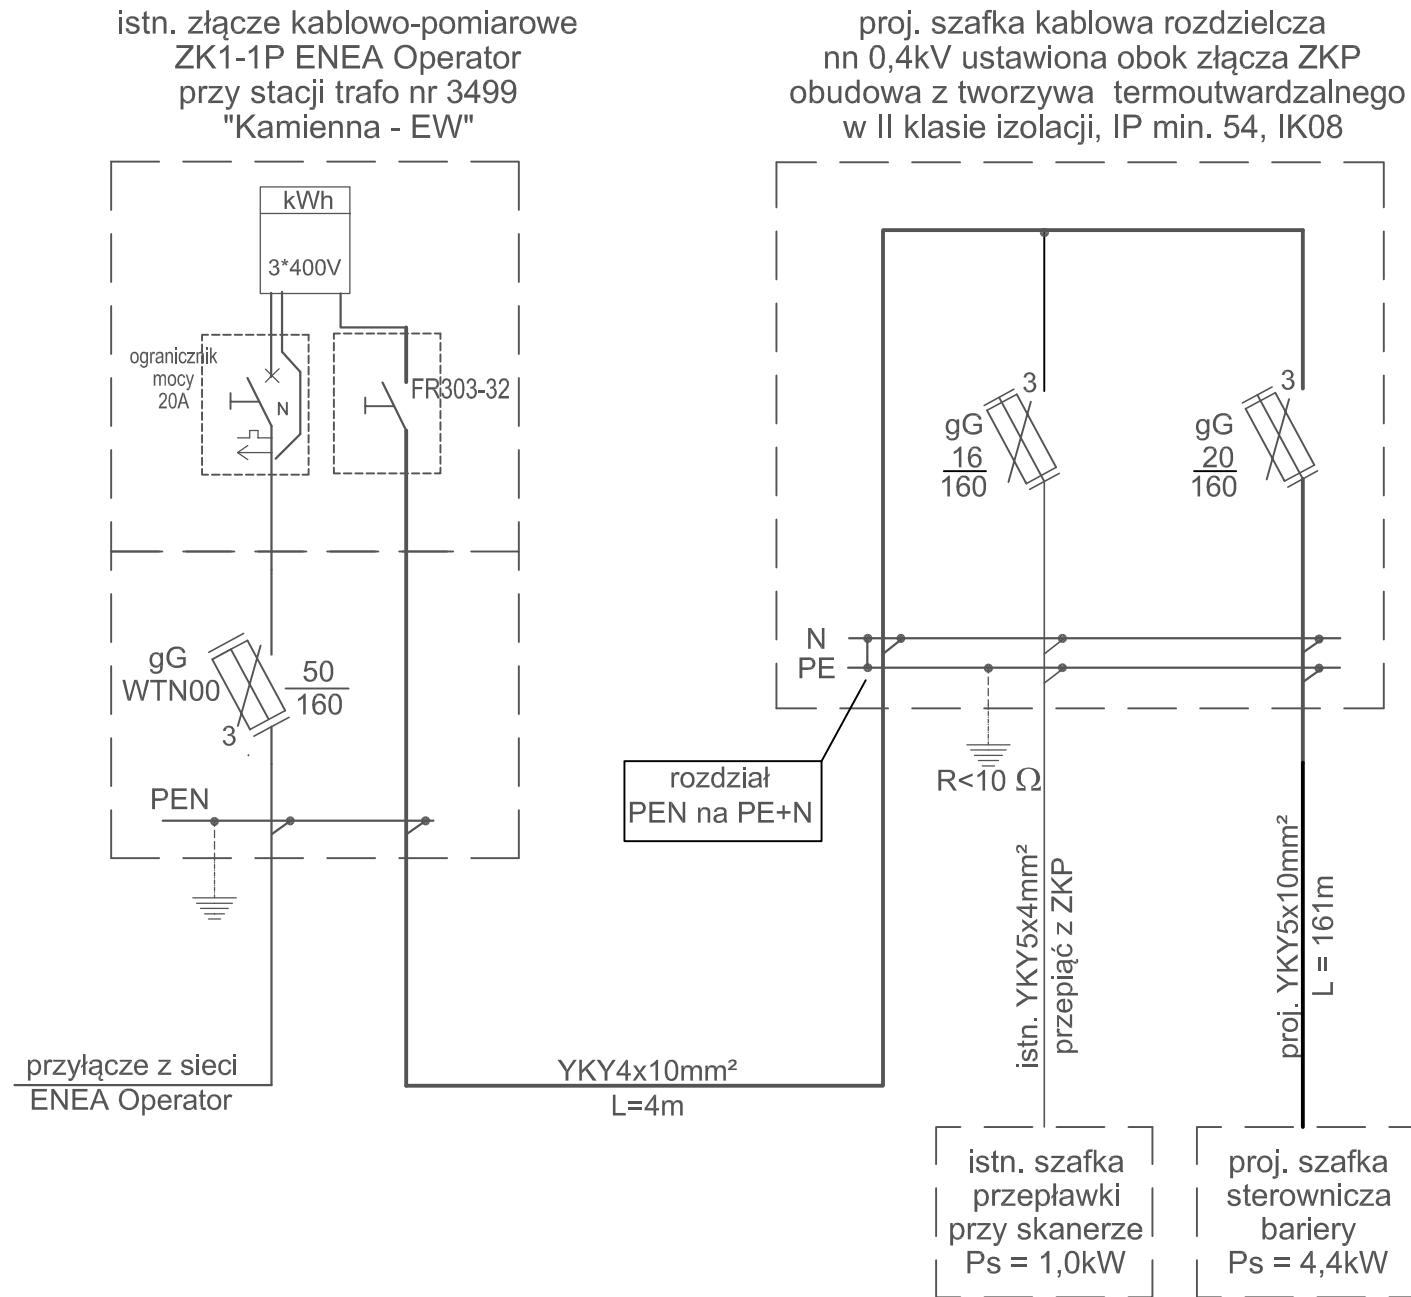 istn. złącze kablowo-pomiarowe
ZK1-1P ENEA Operator
przy stacji trafo nr 3499
"Kamienna - EW"
proj. szafka kablowa rozdzielcza
nn 0,4kV ustawiona obok złącza ZKP
obudowa z tworzywa termoutwardzalnego
w II klasie izolacji, IP min. 54, IK08
kWh
3*400V
ogranicznik
mocy
20A
N
FR303-32
gG
WTN00
50
160
3
PEN
przyłącze z sieci
ENEA Operator
YKY4x10mm²
L=4m
3
gG
16
160
3
gG
20
160
N
PE
rozdział
PEN na PE+N
R<10 Ω
istn. YKY5x4mm²
przepiąć z ZKP
proj. YKY5x10mm²
L = 161m
istn. szafka
przepławki
przy skanerze
Ps = 1,0kW
proj. szafka
sterownicza
bariery
Ps = 4,4kW